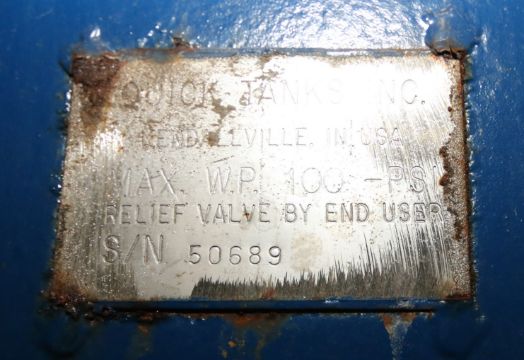 QUICK TANKS INC.
KENDALLVILLE, IN. USA
MAX. W.P. 100 -PSI
RELIEF VALVE BY END USER
S/N 50689